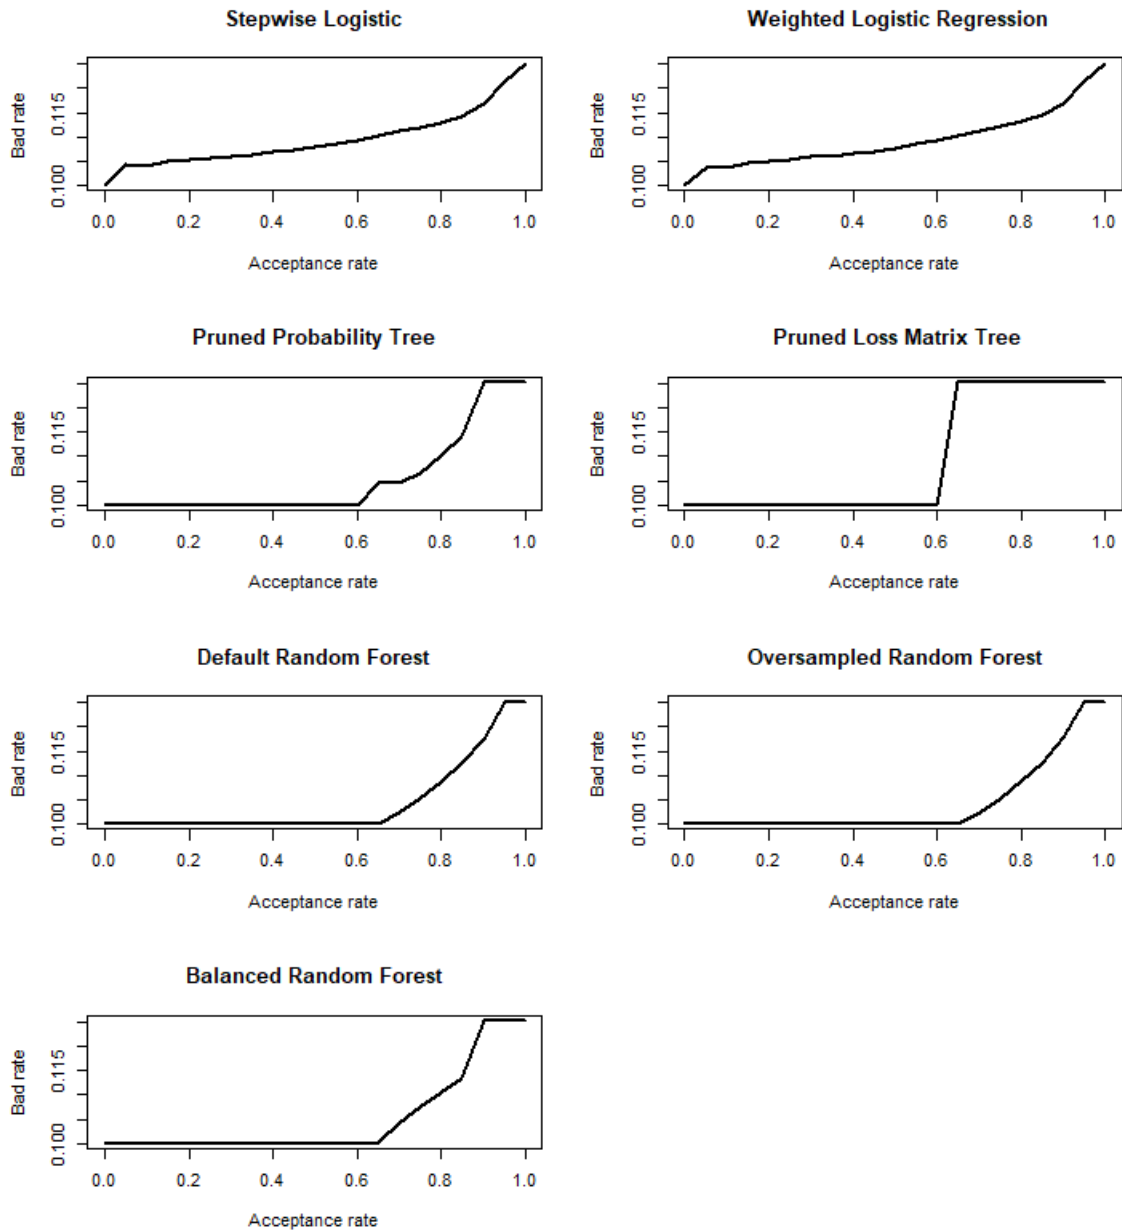 Stepwise Logistic
Bad rate
0.100 0.115
0.0 0.2 0.4 0.6 0.8 1.0
Acceptance rate
Weighted Logistic Regression
Bad rate
0.100 0.115
0.0 0.2 0.4 0.6 0.8 1.0
Acceptance rate
Pruned Probability Tree
Bad rate
0.100 0.115
0.0 0.2 0.4 0.6 0.8 1.0
Acceptance rate
Pruned Loss Matrix Tree
Bad rate
0.100 0.115
0.0 0.2 0.4 0.6 0.8 1.0
Acceptance rate
Default Random Forest
Bad rate
0.100 0.115
0.0 0.2 0.4 0.6 0.8 1.0
Acceptance rate
Oversampled Random Forest
Bad rate
0.100 0.115
0.0 0.2 0.4 0.6 0.8 1.0
Acceptance rate
Balanced Random Forest
Bad rate
0.100 0.115
0.0 0.2 0.4 0.6 0.8 1.0
Acceptance rate